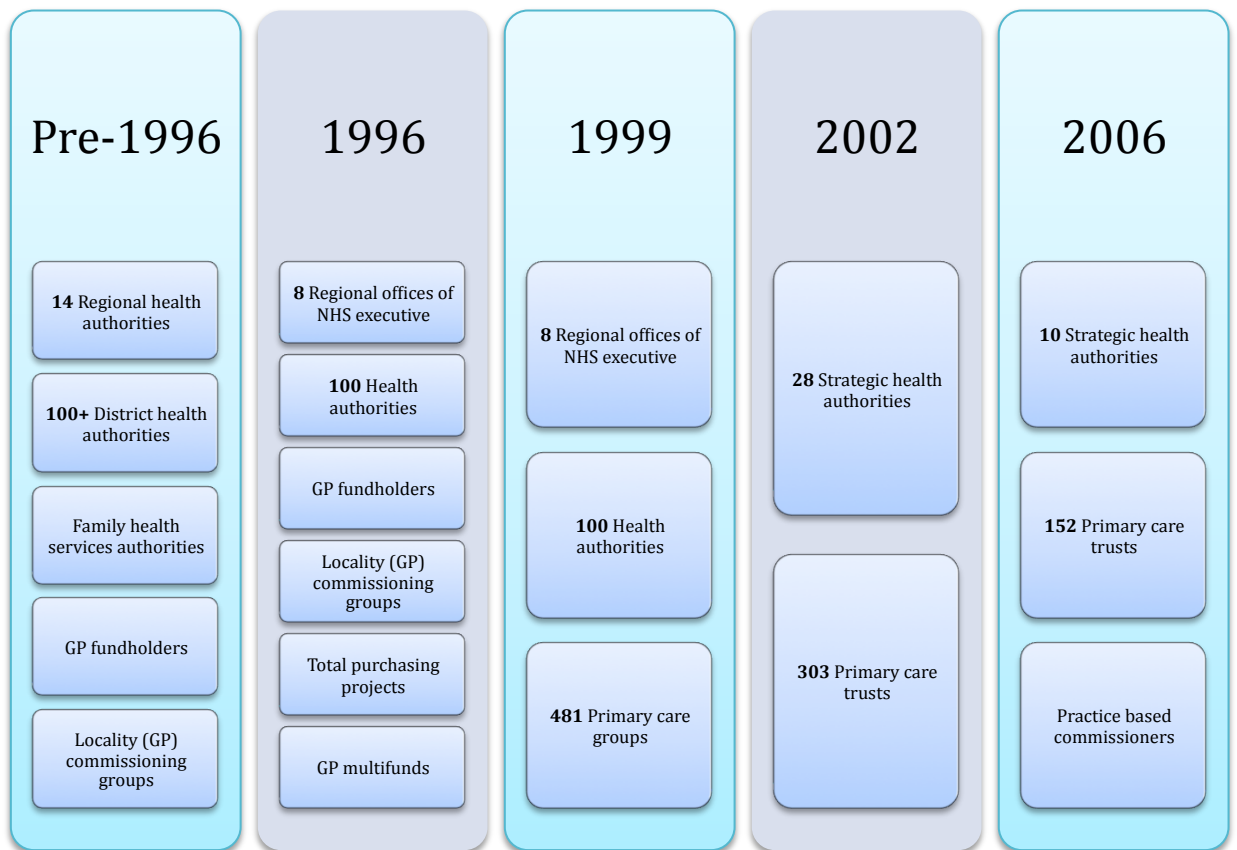 Pre-1996
14 Regional health
authorities
100+ District health
authorities
Family health
services authorities
GP fundholders
Locality (GP)
commissioning
groups
1996
8 Regional offices of
NHS executive
100 Health
authorities
GP fundholders
Locality (GP)
commissioning
groups
Total purchasing
projects
GP multifunds
1999
8 Regional offices of
NHS executive
100 Health
authorities
481 Primary care
groups
2002
28 Strategic health
authorities
303 Primary care
trusts
2006
10 Strategic health
authorities
152 Primary care
trusts
Practice based
commissioners